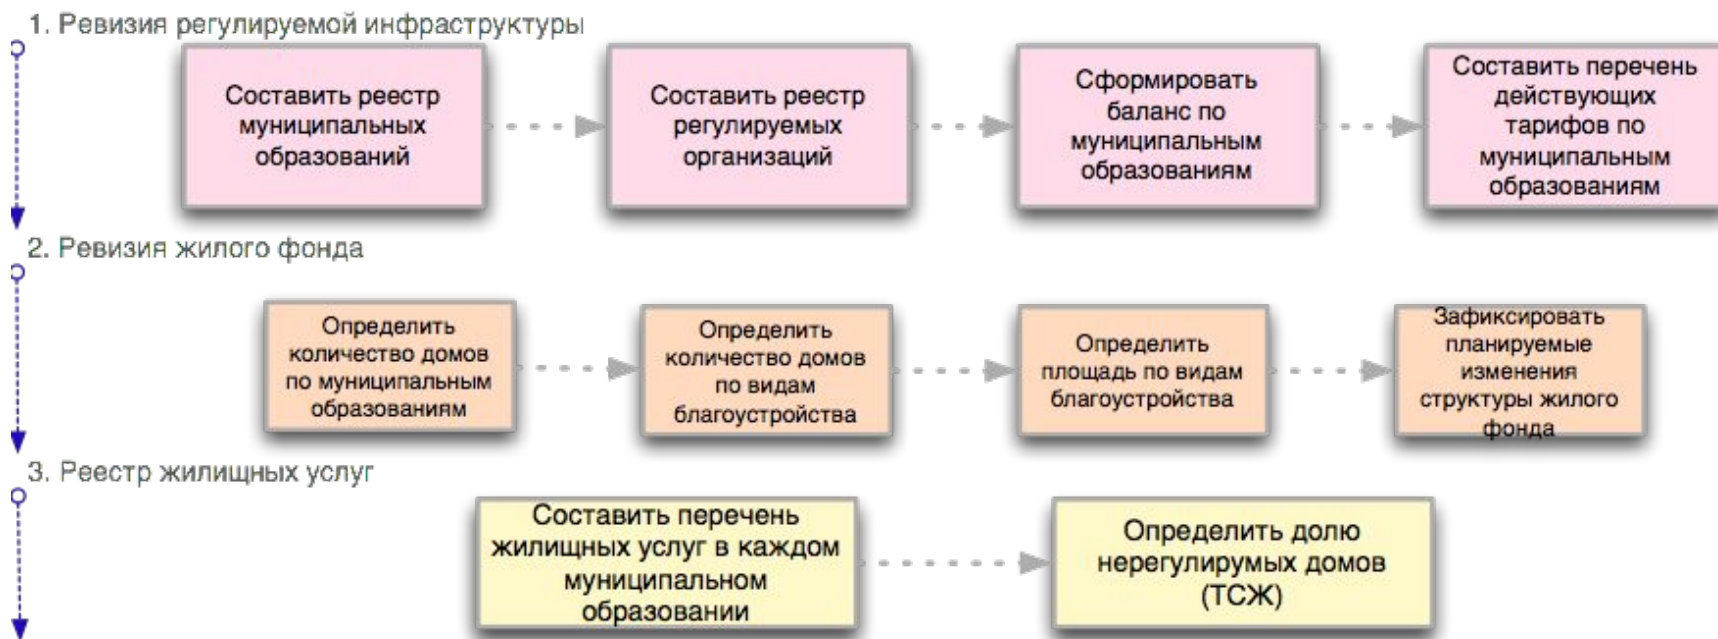 1. Ревизия регулируемой инфраструктуры
Составить реестр
муниципальных
образований
Составить реестр
регулируемых
организаций
Сформировать
баланс по
муниципальным
образованиям
Составить перечень
действующих
тарифов по
муниципальным
образованиям
2. Ревизия жилого фонда
Определить
количество домов
по муниципальным
образованиям
Определить
количество домов
по видам
благоустройства
Определить
площадь по видам
благоустройства
Зафиксировать
планируемые
изменения
структуры жилого
фонда
3. Реестр жилищных услуг
Составить перечень
жилищных услуг в каждом
муниципальном
образовании
Определить долю
нерегулирумых домов
(ТСЖ)